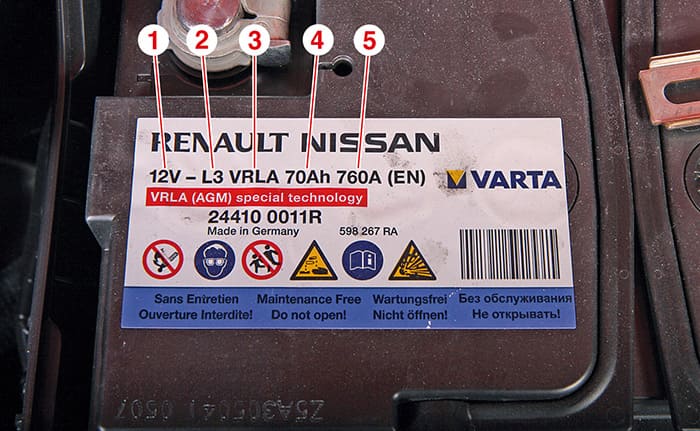 1 2 3 4 5
RENAULT NISSAN
12V – L3 VRLA 70Ah 760A (EN)
VARTA
VRLA (AGM) special technology
24410 0011R
Made in Germany 598 267 RA
Sans Entretien Maintenance Free Wartungsfrei Без обслуживания
Ouverture Interdite! Do not open! Nicht öffnen! Не открывать!
Z5A305041 0507